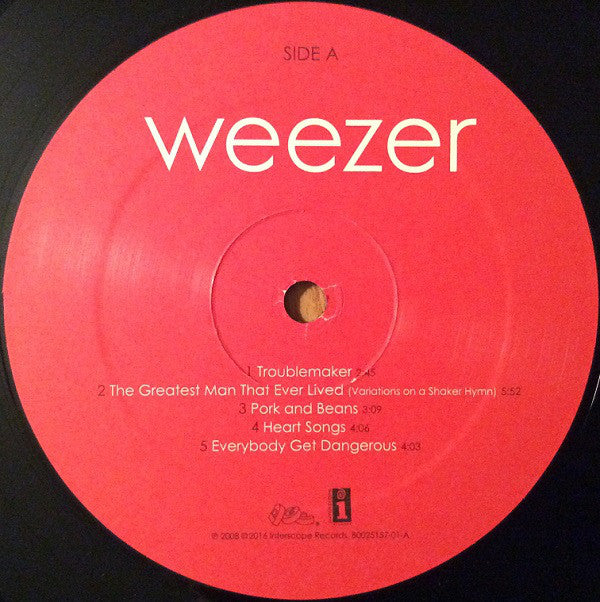 SIDE A
weezer
1 Troublemaker 2:45
2 The Greatest Man That Ever Lived (Variations on a Shaker Hymn) 5:52
3 Pork and Beans 3:09
4 Heart Songs 4:06
5 Everybody Get Dangerous 4:03
i
℗ 2008 © 2016 Interscope Records. B0025137-01-A